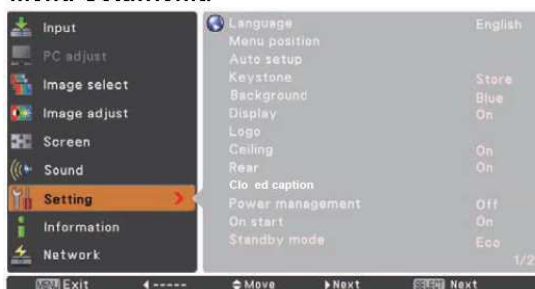 Input
PC adjust
Image select
Image adjust
Screen
Sound
Setting
Information
Network
Language English
Menu position
Auto setup
Keystone Store
Background Blue
Display On
Logo
Ceiling On
Rear On
Clo ed caption
Power management Off
On start On
Standby mode Eco
1/2
MENU Exit ◀----- Move ▶Next SELECT Next